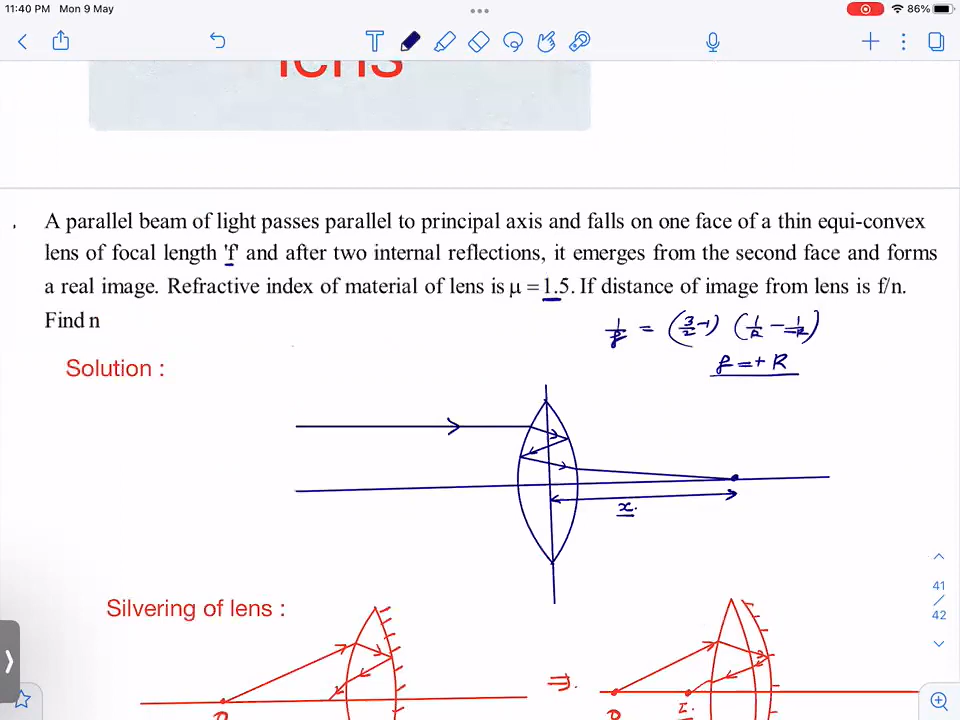 11:40 PM Mon 9 May
86%
lens
. A parallel beam of light passes parallel to principal axis and falls on one face of a thin equi-convex
lens of focal length 'f' and after two internal reflections, it emerges from the second face and forms
a real image. Refractive index of material of lens is μ = 1.5. If distance of image from lens is f/n.
Find n
1/f = (3/2 - 1) (1/R - 1/-R)
f = + R
Solution :
x.
41
/
42
Silvering of lens :
⇒
O
O
I.